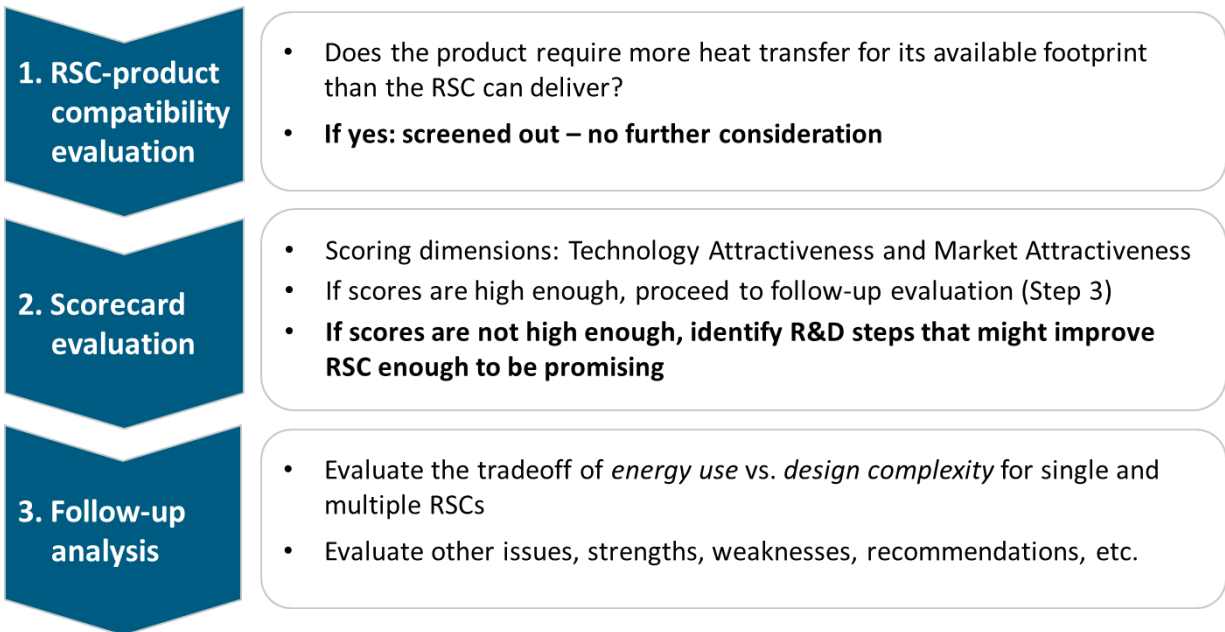 1. RSC-product
compatibility
evaluation
• Does the product require more heat transfer for its available footprint
than the RSC can deliver?
• If yes: screened out – no further consideration
2. Scorecard
evaluation
• Scoring dimensions: Technology Attractiveness and Market Attractiveness
• If scores are high enough, proceed to follow-up evaluation (Step 3)
• If scores are not high enough, identify R&D steps that might improve
RSC enough to be promising
3. Follow-up
analysis
• Evaluate the tradeoff of energy use vs. design complexity for single and
multiple RSCs
• Evaluate other issues, strengths, weaknesses, recommendations, etc.